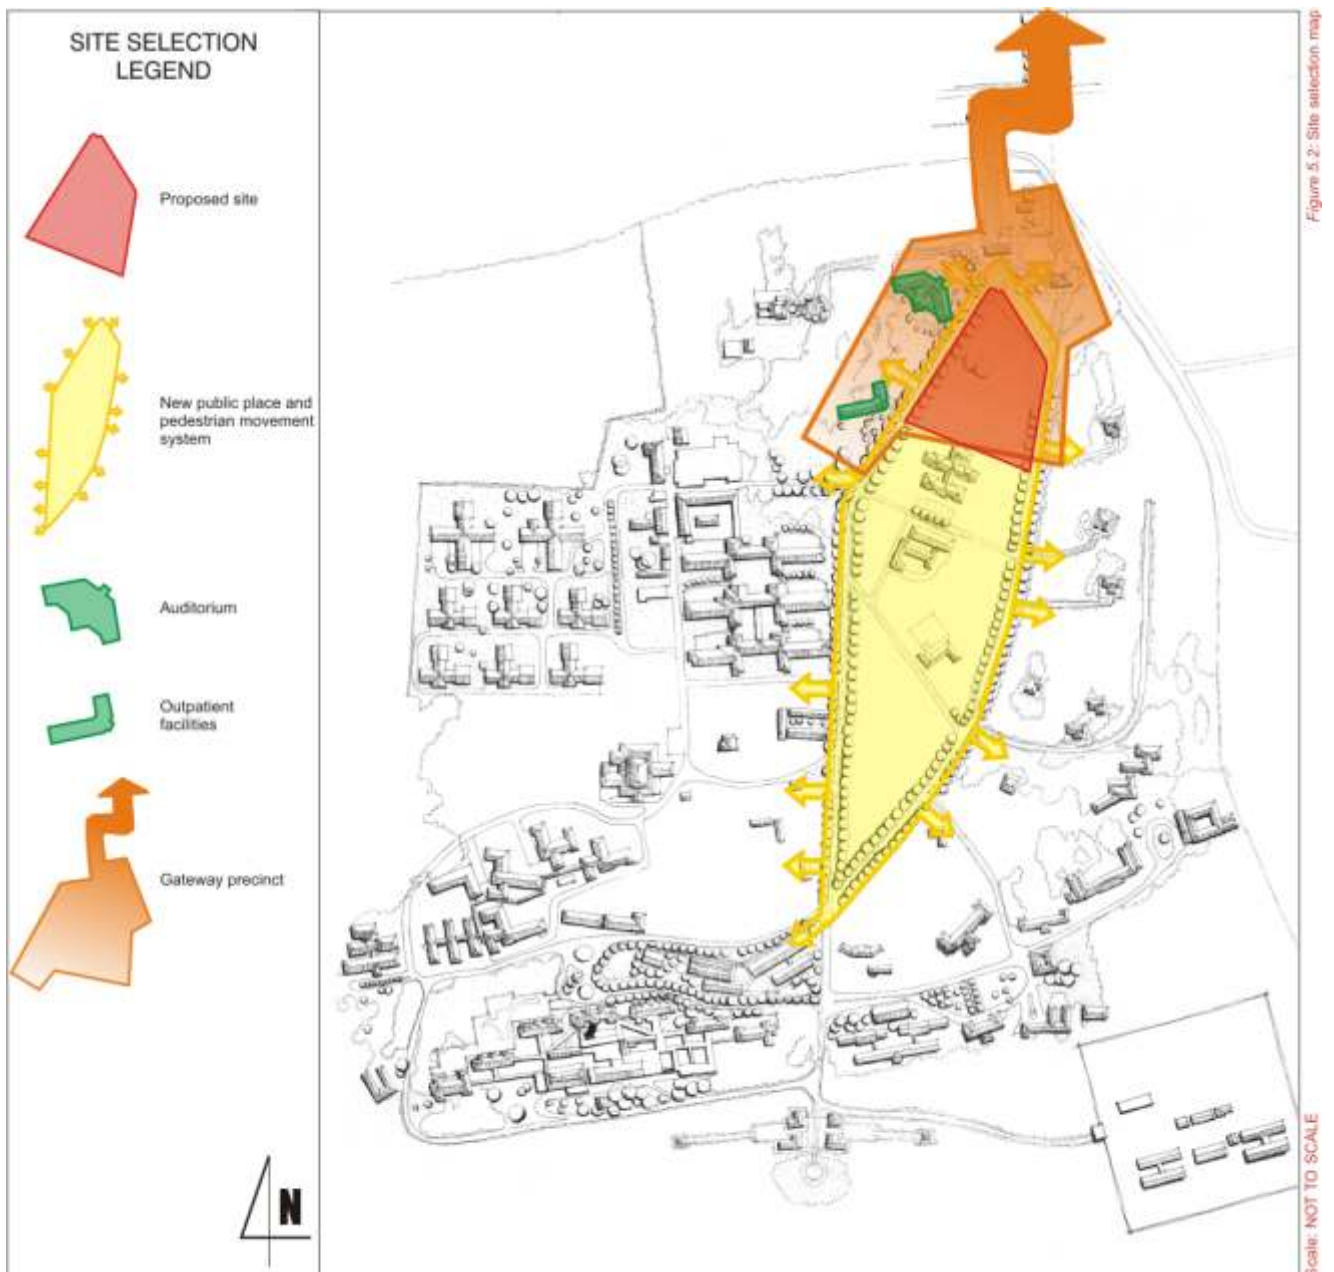 SITE SELECTION
LEGEND
Proposed site
New public place and
pedestrian movement
system
Auditorium
Outpatient
facilities
Gateway precinct
N
Figure 5.2: Site selection map
Scale: NOT TO SCALE